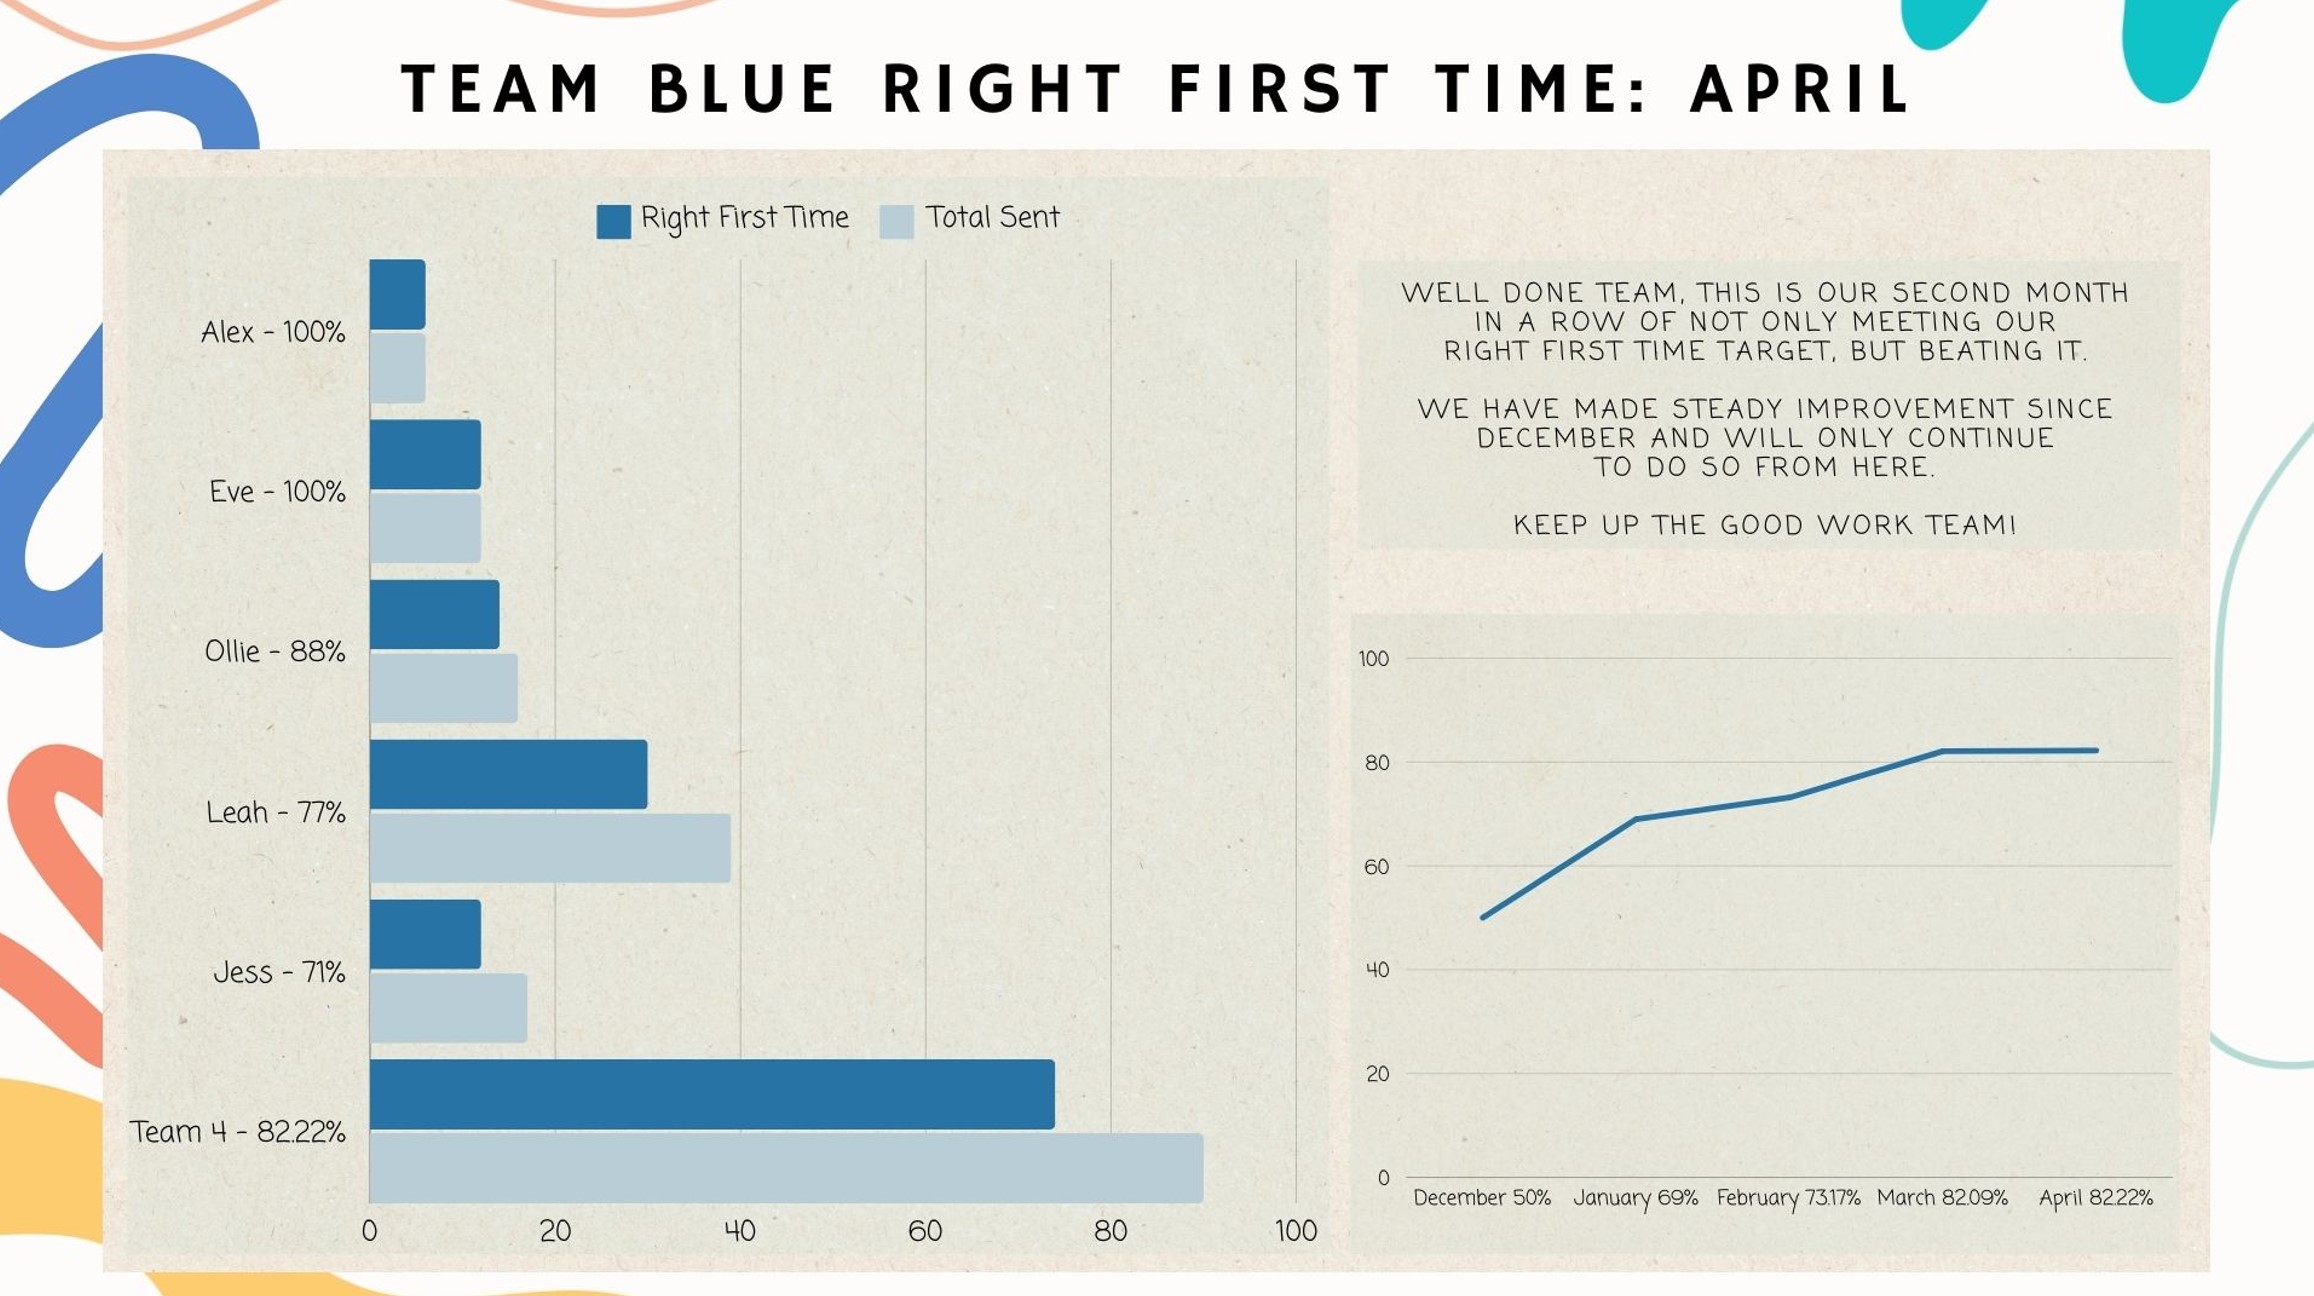 TEAM BLUE RIGHT FIRST TIME: APRIL
Right First Time
Total Sent
Alex - 100%
Eve - 100%
Ollie - 88%
Leah - 77%
Jess - 71%
Team 4 - 82.22%
0 20 40 60 80 100
WELL DONE TEAM, THIS IS OUR SECOND MONTH
IN A ROW OF NOT ONLY MEETING OUR
RIGHT FIRST TIME TARGET, BUT BEATING IT.
WE HAVE MADE STEADY IMPROVEMENT SINCE
DECEMBER AND WILL ONLY CONTINUE
TO DO SO FROM HERE.
KEEP UP THE GOOD WORK TEAM!
100
80
60
40
20
0
December 50% January 69% February 73.17% March 82.09% April 82.22%